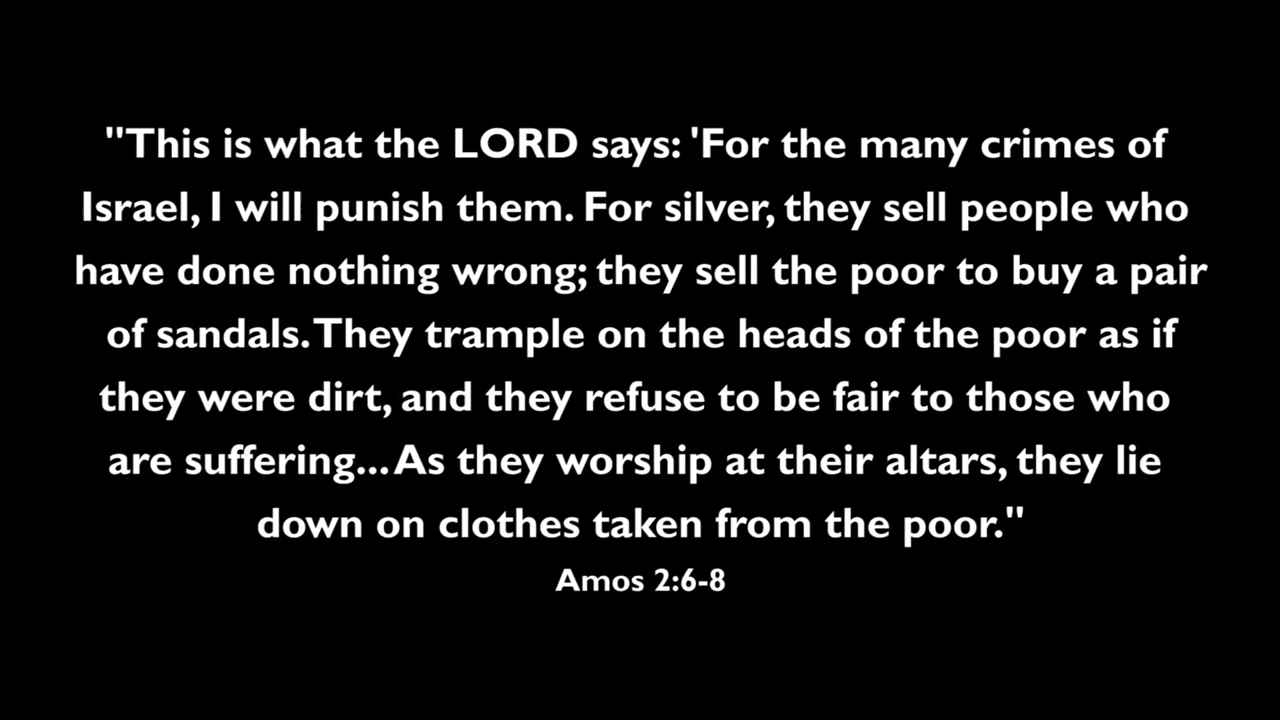 "This is what the LORD says: 'For the many crimes of
Israel, I will punish them. For silver, they sell people who
have done nothing wrong; they sell the poor to buy a pair
of sandals. They trample on the heads of the poor as if
they were dirt, and they refuse to be fair to those who
are suffering... As they worship at their altars, they lie
down on clothes taken from the poor."
Amos 2:6-8